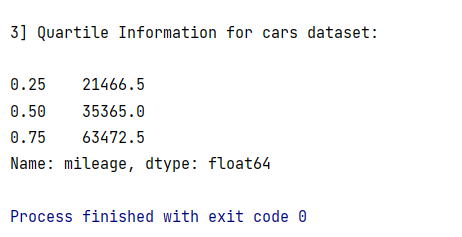 3] Quartile Information for cars dataset:
0.25    21466.5
0.50    35365.0
0.75    63472.5
Name: mileage, dtype: float64
Process finished with exit code 0